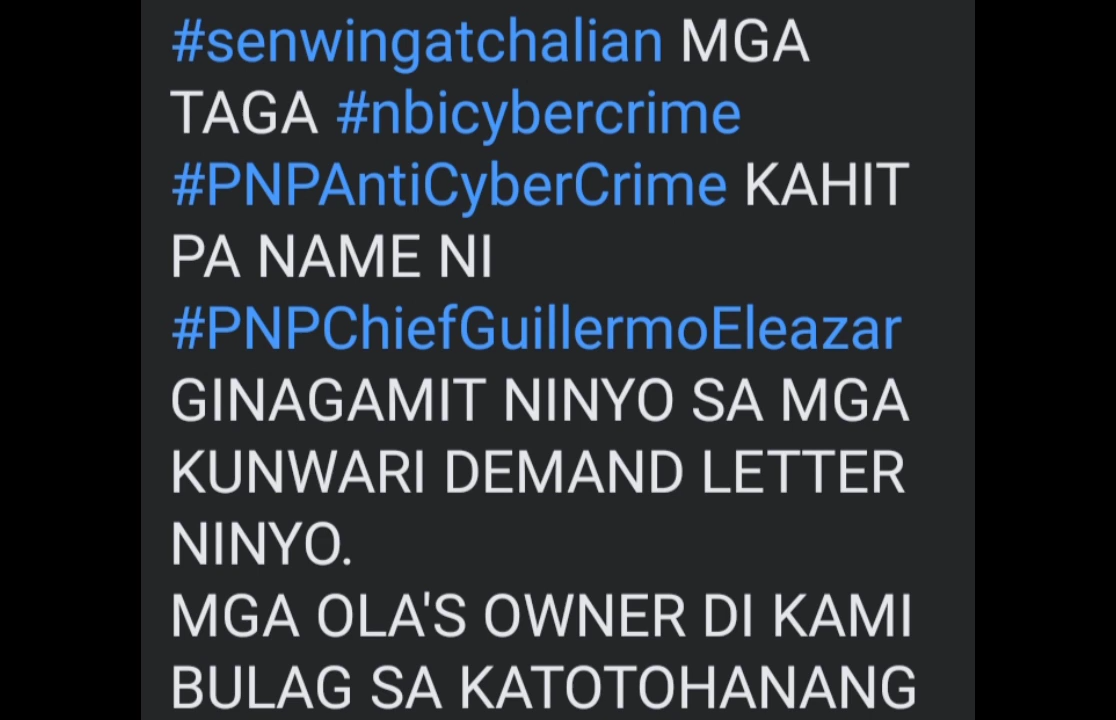 #senwingatchalian MGA
TAGA #nbicybercrime
#PNPAntiCyberCrime KAHIT
PA NAME NI
#PNPChiefGuillermoEleazar
GINAGAMIT NINYO SA MGA
KUNWARI DEMAND LETTER
NINYO.
MGA OLA'S OWNER DI KAMI
BULAG SA KATOTOHANANG